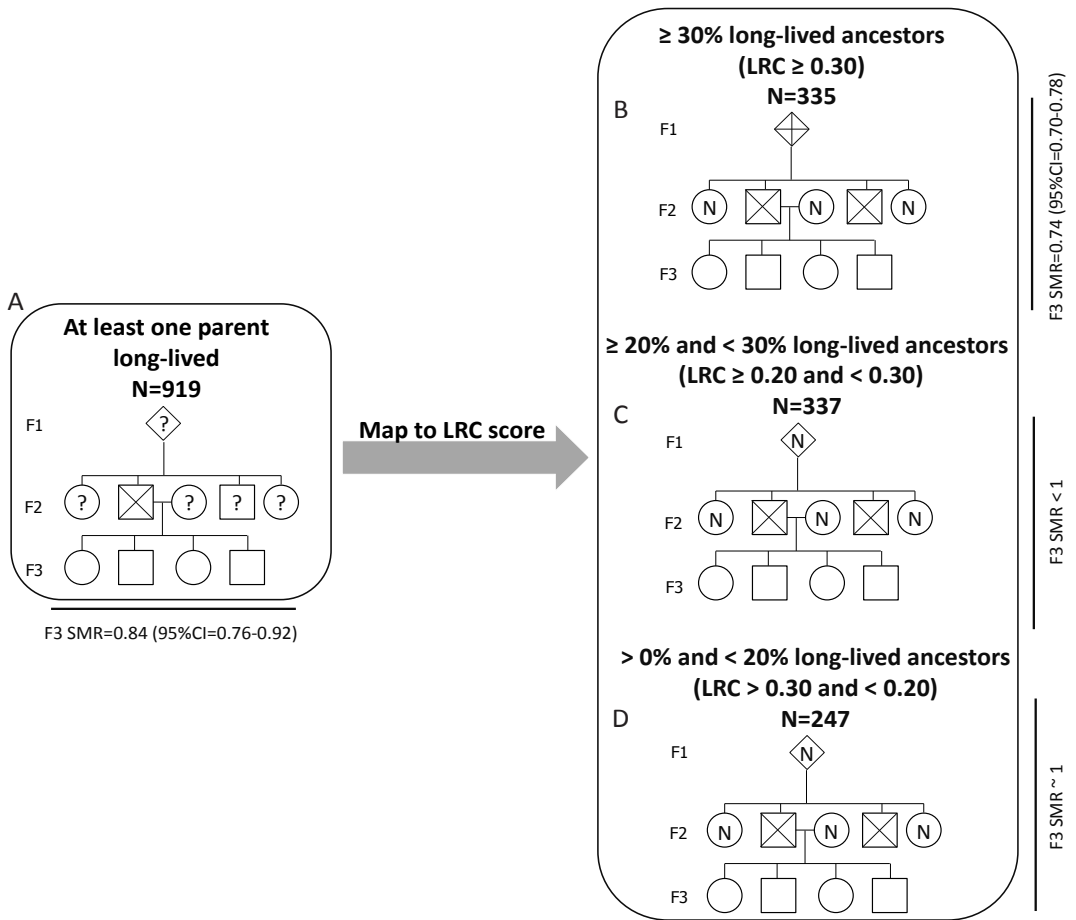 A
At least one parent
long-lived
N=919
F1
?
F2
? ? ? ?
F3
F3 SMR=0.84 (95%CI=0.76-0.92)
Map to LRC score
≥ 30% long-lived ancestors
(LRC ≥ 0.30)
N=335
B
F1
F2
N N N
F3
F3 SMR=0.74 (95%CI=0.70-0.78)
≥ 20% and < 30% long-lived ancestors
(LRC ≥ 0.20 and < 0.30)
N=337
C
F1
N
F2
N N N
F3
F3 SMR < 1
> 0% and < 20% long-lived ancestors
(LRC > 0.30 and < 0.20)
N=247
D
F1
N
F2
N N N
F3
F3 SMR ~ 1